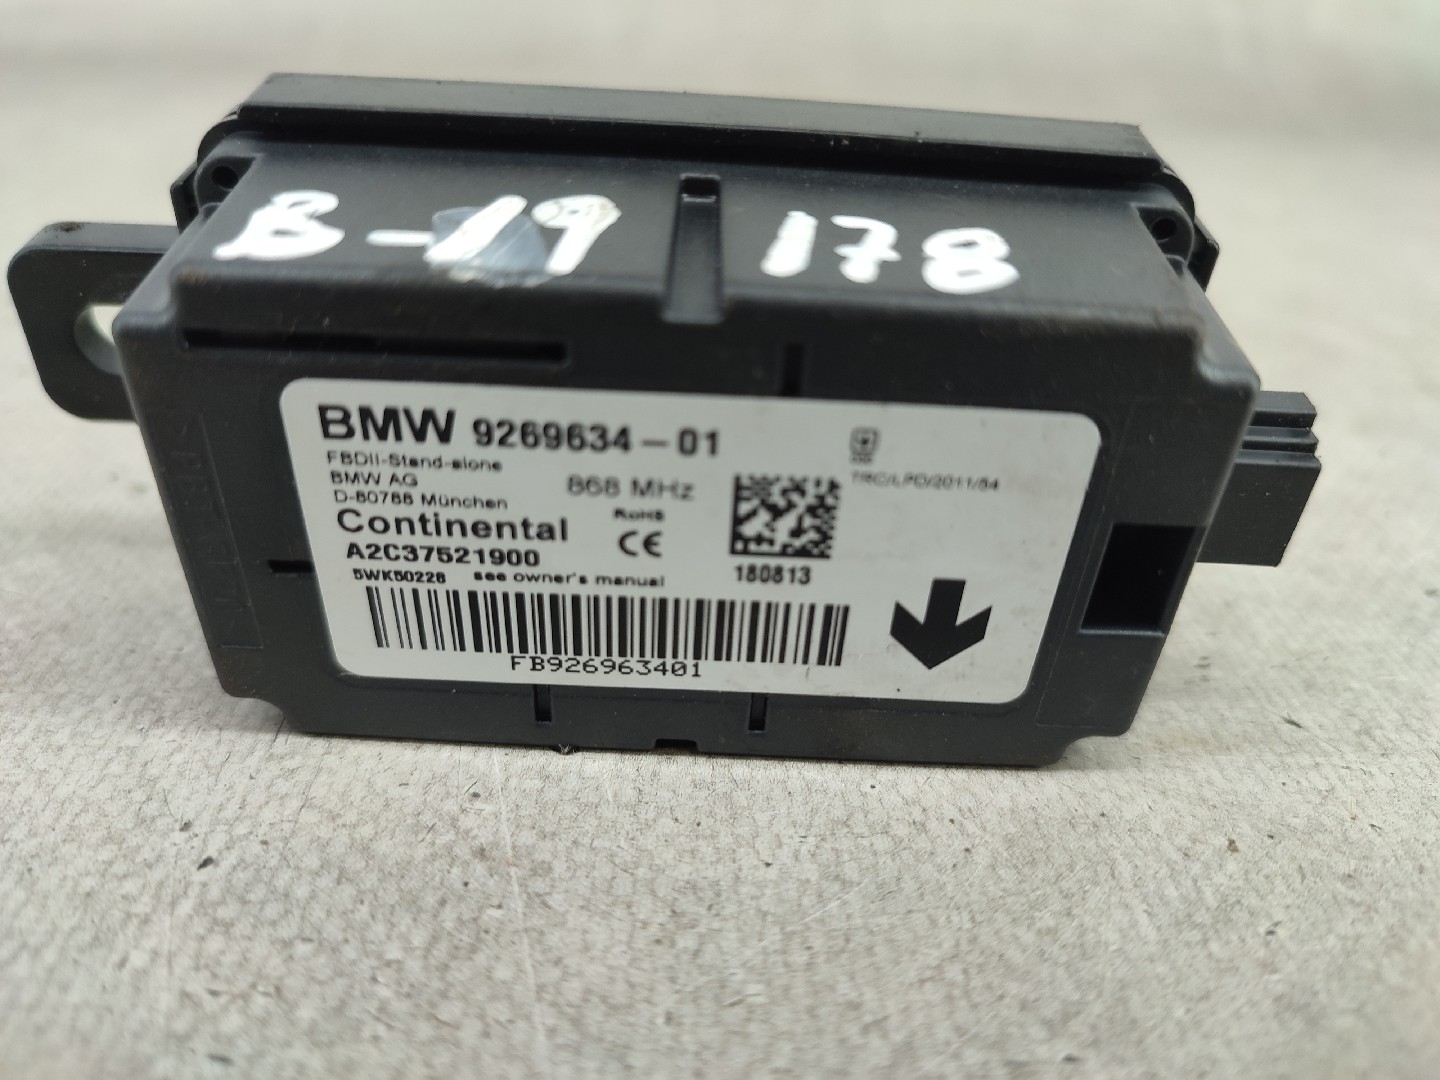 B-19 178
BMW 9269634-01
FBDII-Stand-alone
BMW AG
868 MHz
D-80788 München
Continental
RoHS
A2C37521900
CE
5WK50228 see owner's manual
180813
TRC/LPD/2011/54
FB926963401